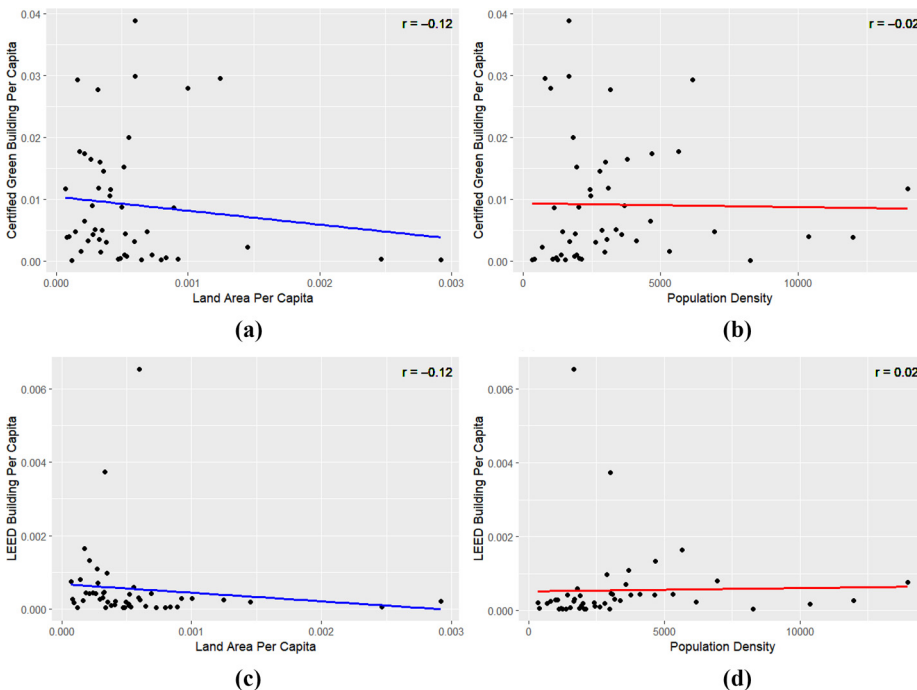 r = −0.12
0.04
0.03
0.02
0.01
0.00
Certified Green Building Per Capita
0.000
0.001
0.002
0.003
Land Area Per Capita
(a)
r = −0.02
0.04
0.03
0.02
0.01
0.00
Certified Green Building Per Capita
0
5000
10000
Population Density
(b)
r = −0.12
0.006
0.004
0.002
0.000
LEED Building Per Capita
0.000
0.001
0.002
0.003
Land Area Per Capita
(c)
r = 0.02
0.006
0.004
0.002
0.000
LEED Building Per Capita
0
5000
10000
Population Density
(d)